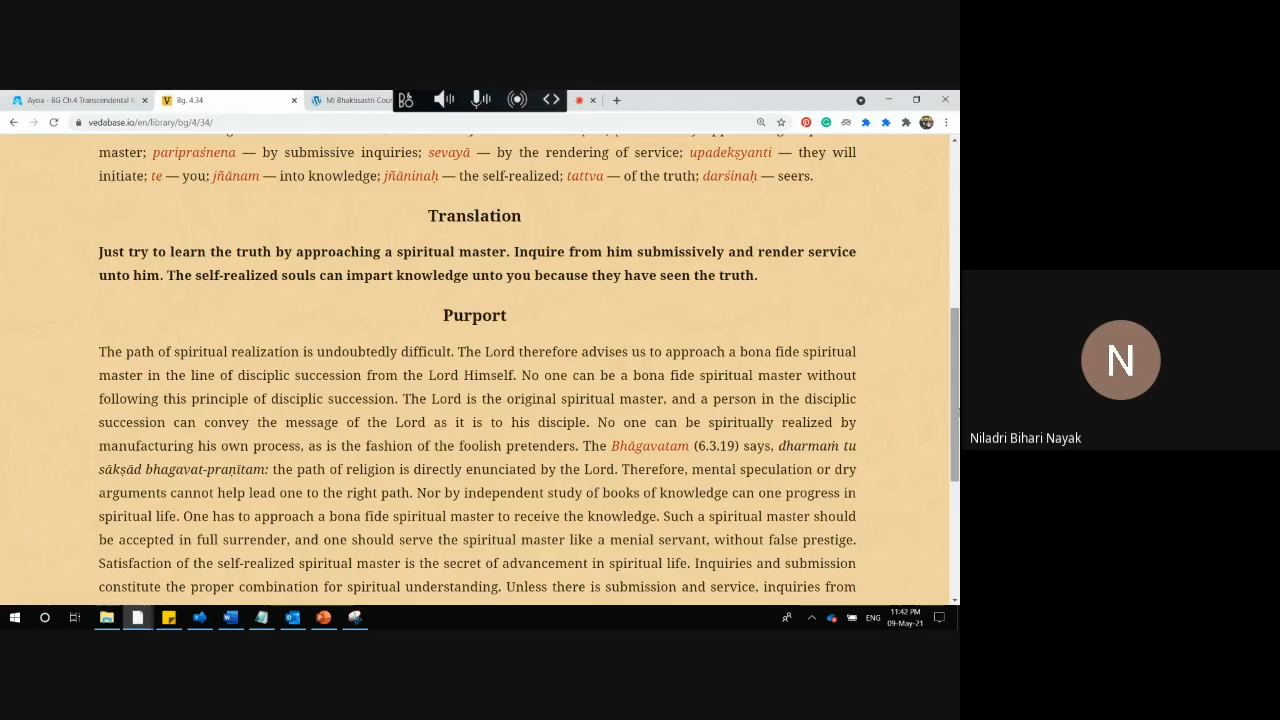 Ayoa - BG Ch.4 Transcendental
Bg. 4.34
MI Bhaktisastri Cou
vedabase.io/en/library/bg/4/34/
master; paripraśnena — by submissive inquiries; sevayā — by the rendering of service; upadekṣyanti — they will
initiate; te — you; jñānam — into knowledge; jñāninaḥ — the self-realized; tattva — of the truth; darśinaḥ — seers.
Translation
Just try to learn the truth by approaching a spiritual master. Inquire from him submissively and render service
unto him. The self-realized souls can impart knowledge unto you because they have seen the truth.
Purport
The path of spiritual realization is undoubtedly difficult. The Lord therefore advises us to approach a bona fide spiritual
master in the line of disciplic succession from the Lord Himself. No one can be a bona fide spiritual master without
following this principle of disciplic succession. The Lord is the original spiritual master, and a person in the disciplic
succession can convey the message of the Lord as it is to his disciple. No one can be spiritually realized by
manufacturing his own process, as is the fashion of the foolish pretenders. The Bhāgavatam (6.3.19) says, dharmaṁ tu
sākṣād bhagavat-praṇītam: the path of religion is directly enunciated by the Lord. Therefore, mental speculation or dry
arguments cannot help lead one to the right path. Nor by independent study of books of knowledge can one progress in
spiritual life. One has to approach a bona fide spiritual master to receive the knowledge. Such a spiritual master should
be accepted in full surrender, and one should serve the spiritual master like a menial servant, without false prestige.
Satisfaction of the self-realized spiritual master is the secret of advancement in spiritual life. Inquiries and submission
constitute the proper combination for spiritual understanding. Unless there is submission and service, inquiries from
N
Niladri Bihari Nayak
ENG
11:42 PM
09-May-21